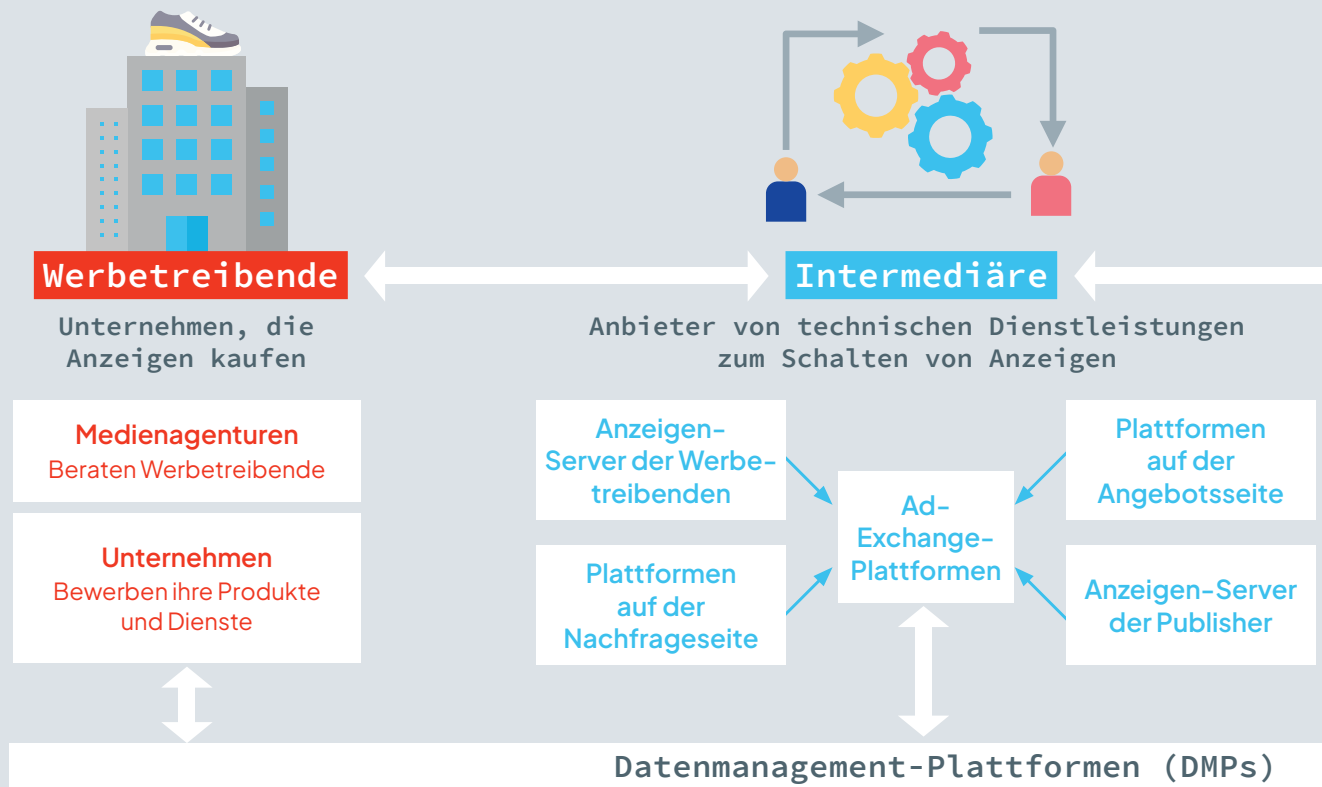 Werbetreibende
Unternehmen, die
Anzeigen kaufen
Medienagenturen
Beraten Werbetreibende
Unternehmen
Bewerben ihre Produkte
und Dienste
Intermediäre
Anbieter von technischen Dienstleistungen
zum Schalten von Anzeigen
Anzeigen-
Server der Werbe-
treibenden
Plattformen
auf der
Nachfrageseite
Ad-
Exchange-
Plattformen
Plattformen
auf der
Angebotsseite
Anzeigen-Server
der Publisher
Datenmanagement-Plattformen (DMPs)